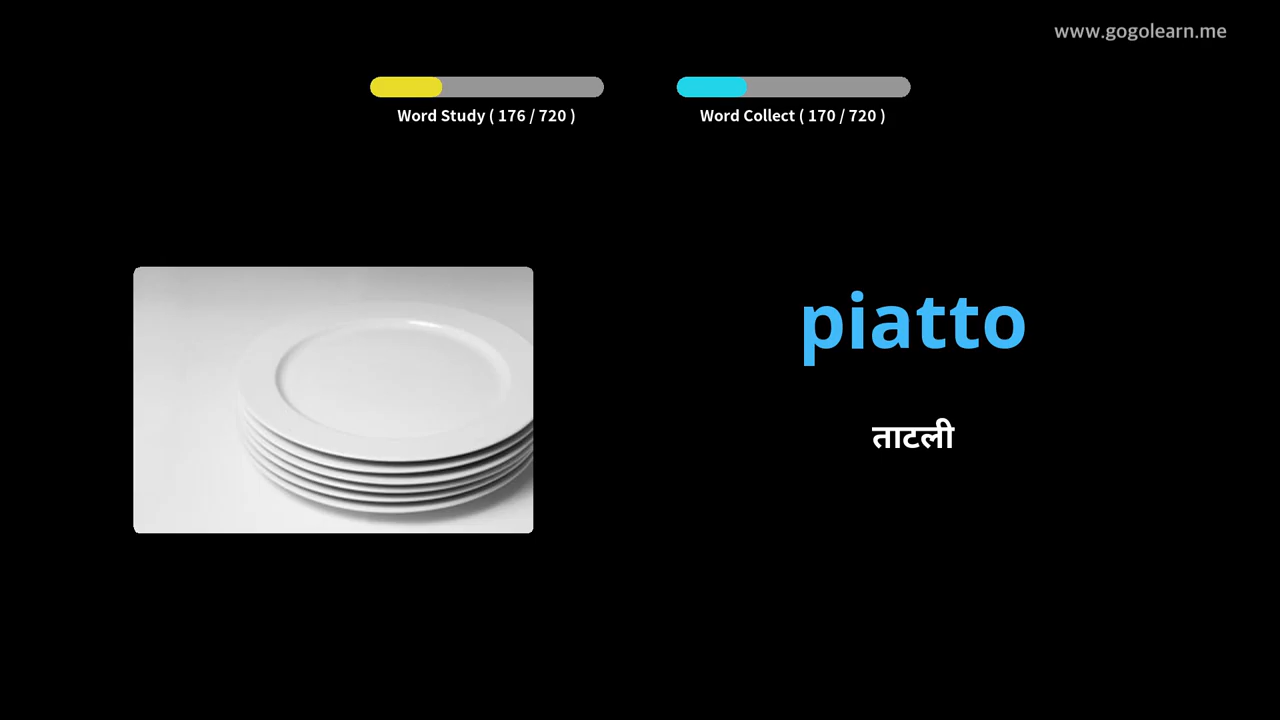 www.gogolearn.me
Word Study ( 176 / 720 )
Word Collect ( 170 / 720 )
piatto
ताटली